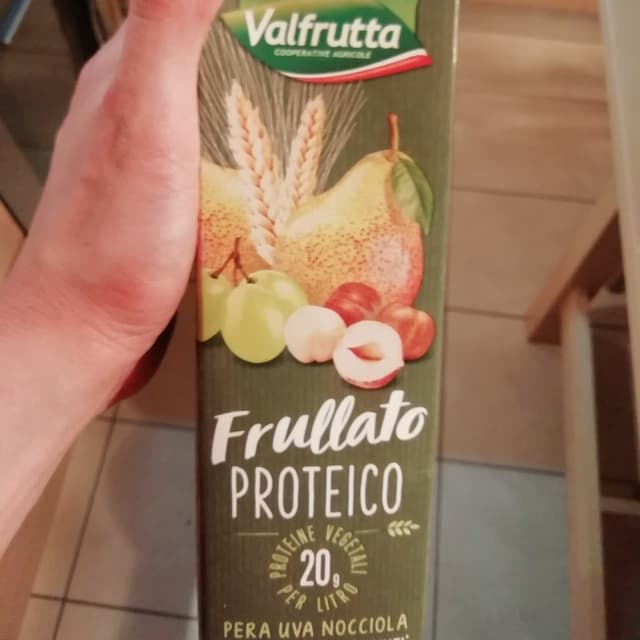 Valfrutta
COOPERATIVE AGRICOLE
Frullato
PROTEICO
PROTEINE VEGETALI
20g
PER LITRO
PERA UVA NOCCIOLA